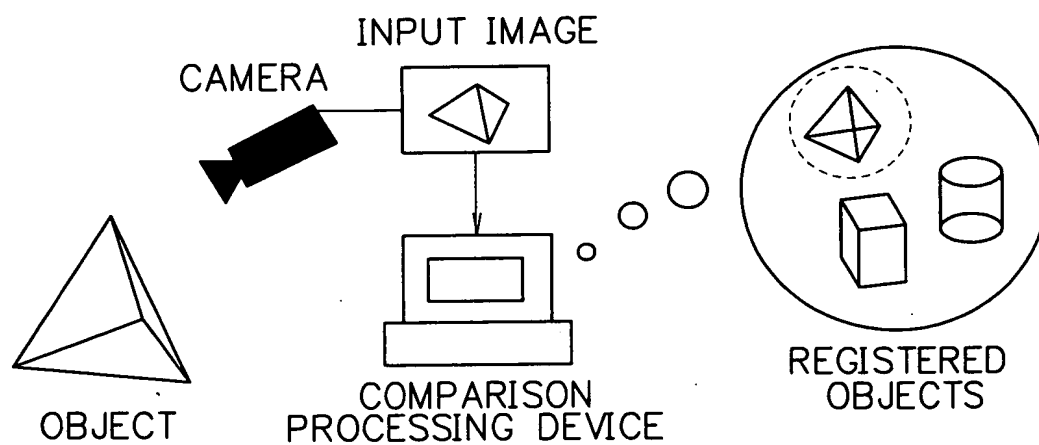 INPUT IMAGE
CAMERA
OBJECT
COMPARISON
PROCESSING DEVICE
REGISTERED
OBJECTS